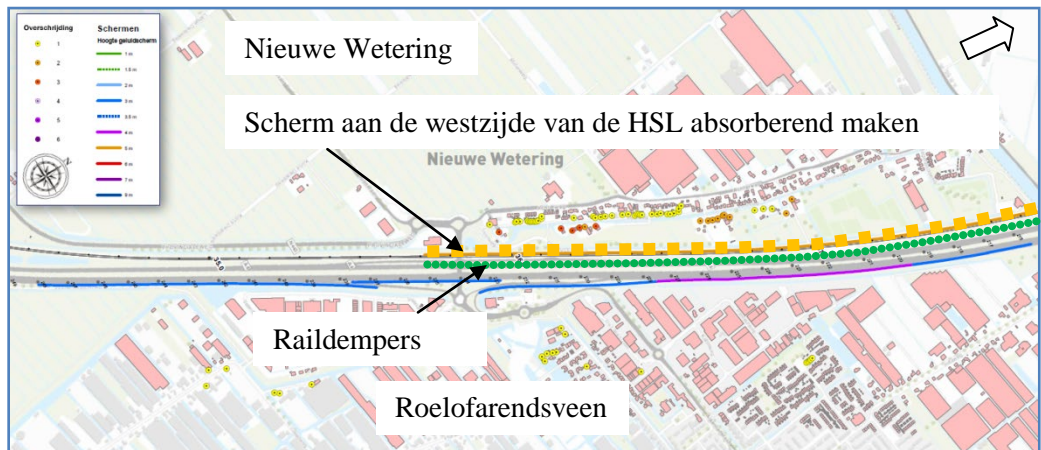 Overschrijding
Schermen
Hoogte geluidscherm
1
2
3
4
5
6
1 m
1.5 m
2 m
3 m
3.5 m
4 m
5 m
6 m
7 m
8 m
N
Nieuwe Wetering
Scherm aan de westzijde van de HSL absorberend maken
Nieuwe Wetering
Raildempers
Roelofarendsveen